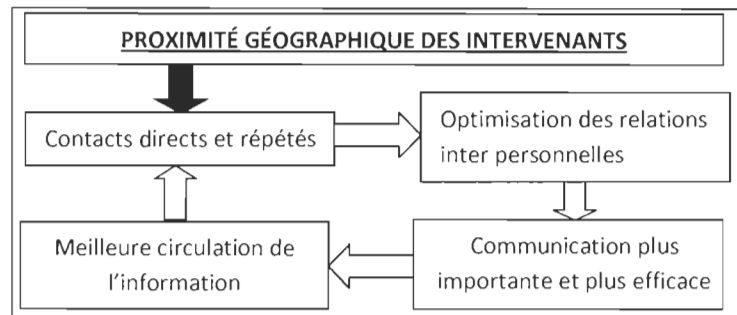 PROXIMITÉ GÉOGRAPHIQUE DES INTERVENANTS
Contacts directs et répétés
Optimisation des relations
inter personnelles
Communication plus
importante et plus efficace
Meilleure circulation de
l'information